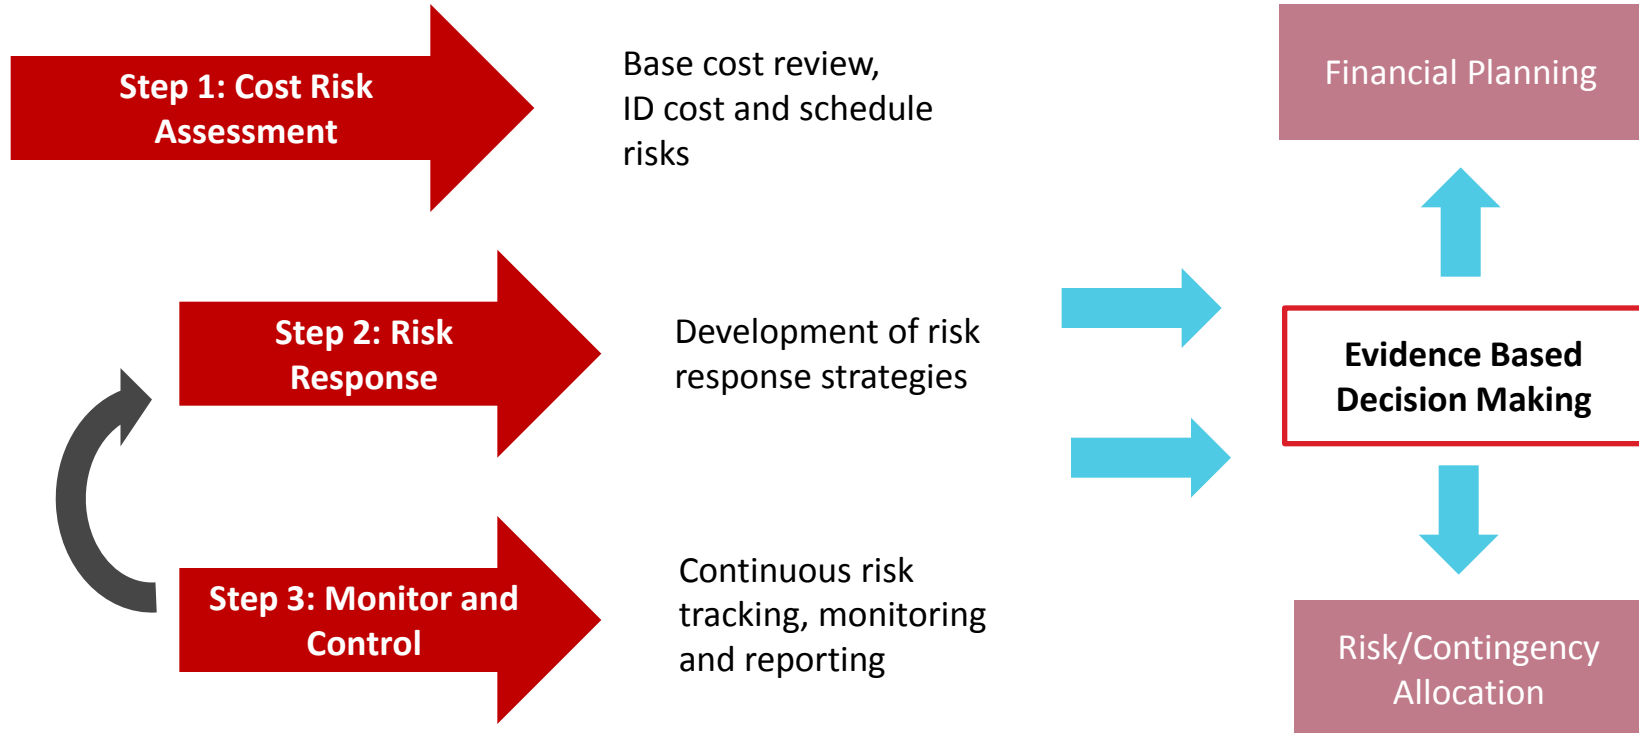 Step 1: Cost Risk
Assessment
Base cost review,
ID cost and schedule
risks
Financial Planning
Step 2: Risk
Response
Development of risk
response strategies
Evidence Based
Decision Making
Step 3: Monitor and
Control
Continuous risk
tracking, monitoring
and reporting
Risk/Contingency
Allocation